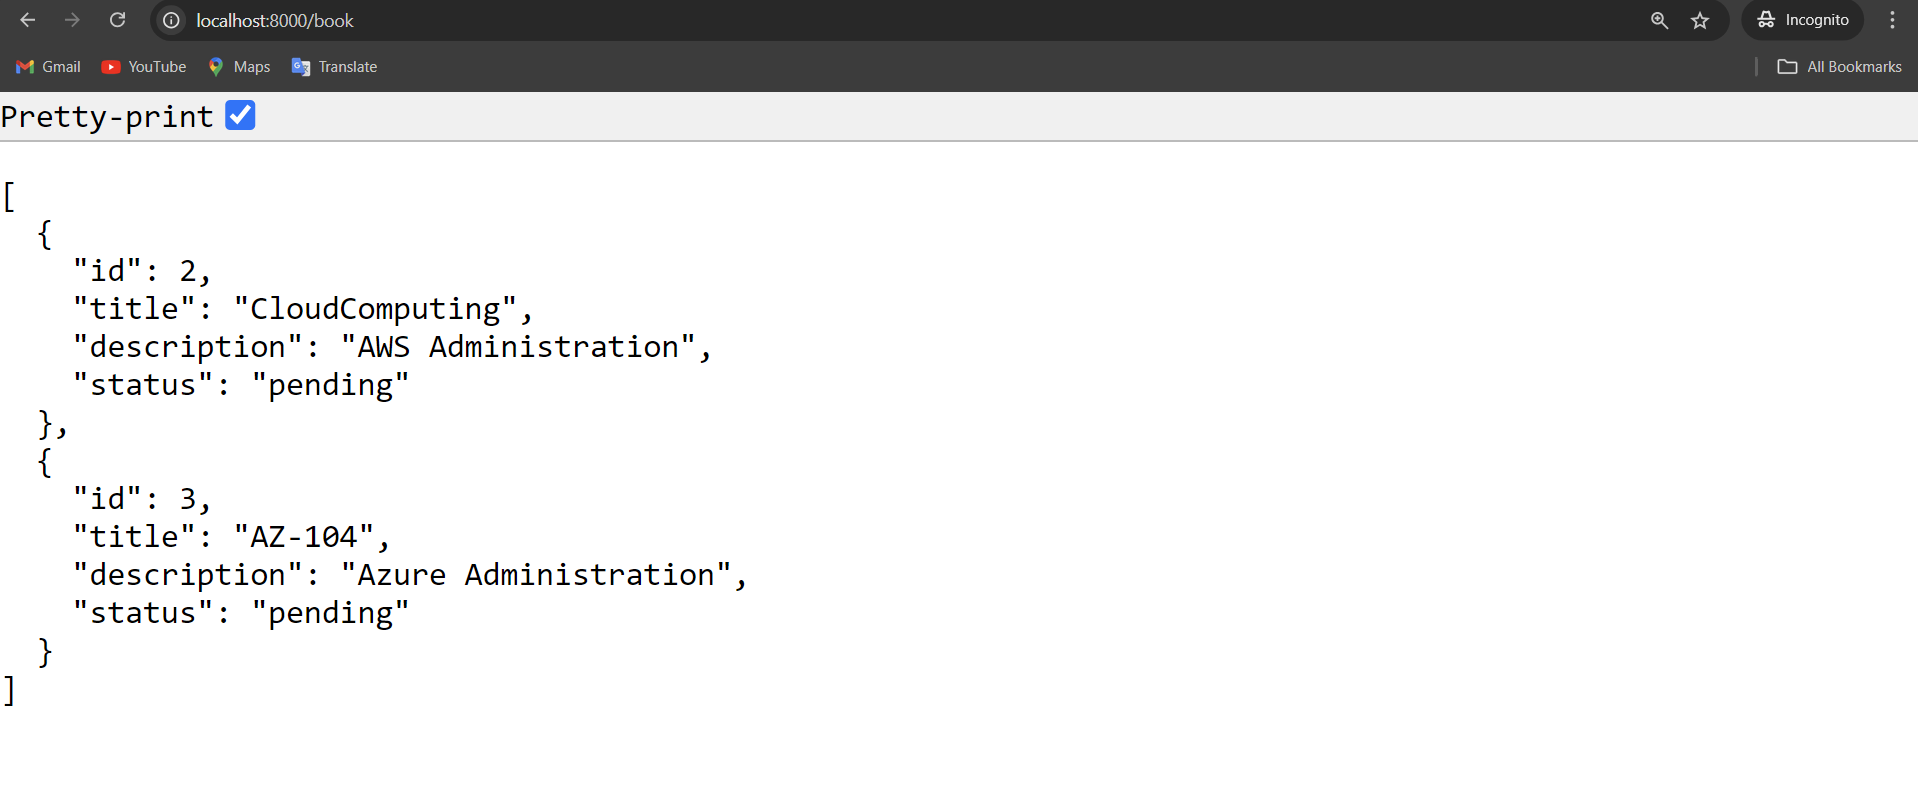 localhost:8000/book
Incognito
Gmail YouTube Maps Translate All Bookmarks
Pretty-print
[
  {
    "id": 2,
    "title": "CloudComputing",
    "description": "AWS Administration",
    "status": "pending"
  },
  {
    "id": 3,
    "title": "AZ-104",
    "description": "Azure Administration",
    "status": "pending"
  }
]